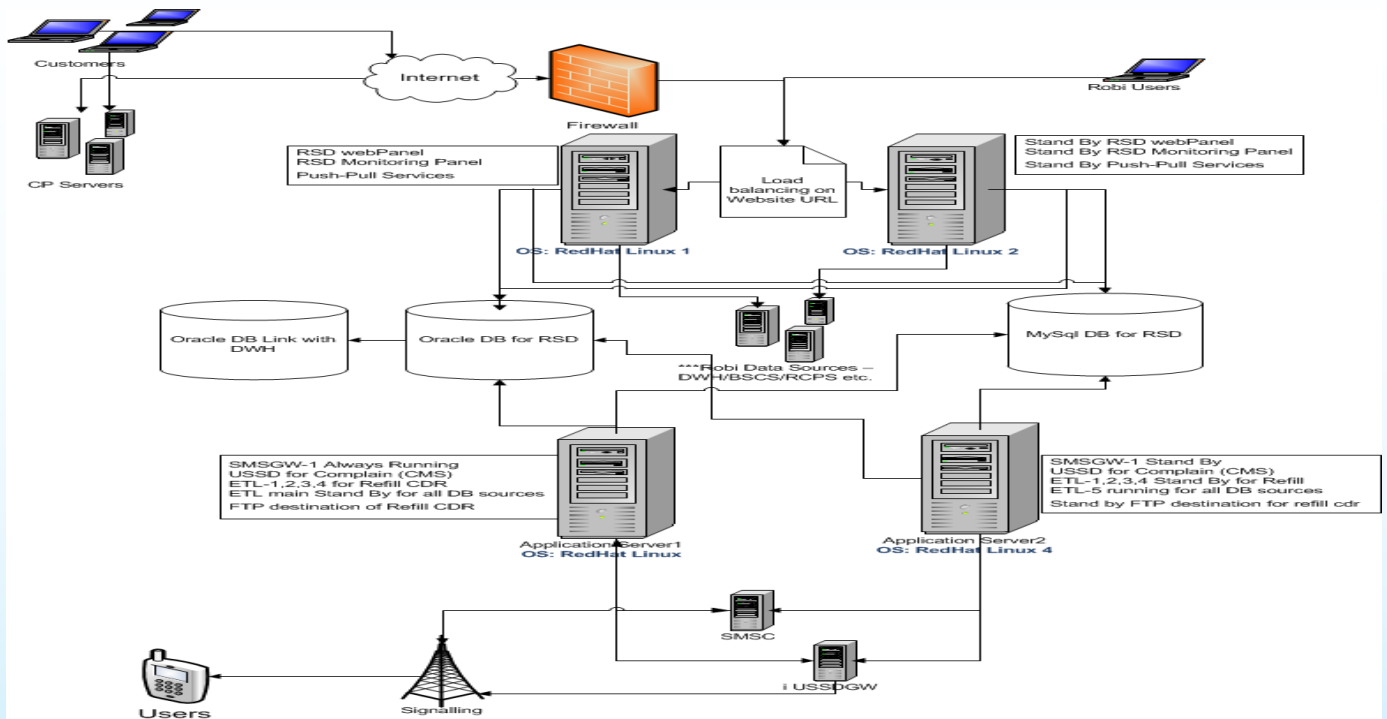 Customers
Internet
Firewall
Robi Users
CP Servers
RSD webPanel
RSD Monitoring Panel
Push-Pull Services
Load
balancing on
Website URL
Stand By RSD webPanel
Stand By RSD Monitoring Panel
Stand By Push-Pull Services
OS: RedHat Linux 1
OS: RedHat Linux 2
Oracle DB Link with
DWH
Oracle DB for RSD
***Robi Data Sources –
DWH/BSCS/RCPS etc.
MySql DB for RSD
SMSGW-1 Always Running
USSD for Complain (CMS)
ETL-1,2,3,4 for Refill CDR
ETL main Stand By for all DB sources
FTP destination of Refill CDR
Application Server1
OS: RedHat Linux
SMSGW-1 Stand By
USSD for Complain (CMS)
ETL-1,2,3,4 Stand By for Refill
ETL-5 running for all DB sources
Stand by FTP destination for refill cdr
Application Server2
OS: RedHat Linux 4
SMSC
i USSDGW
Signalling
Users